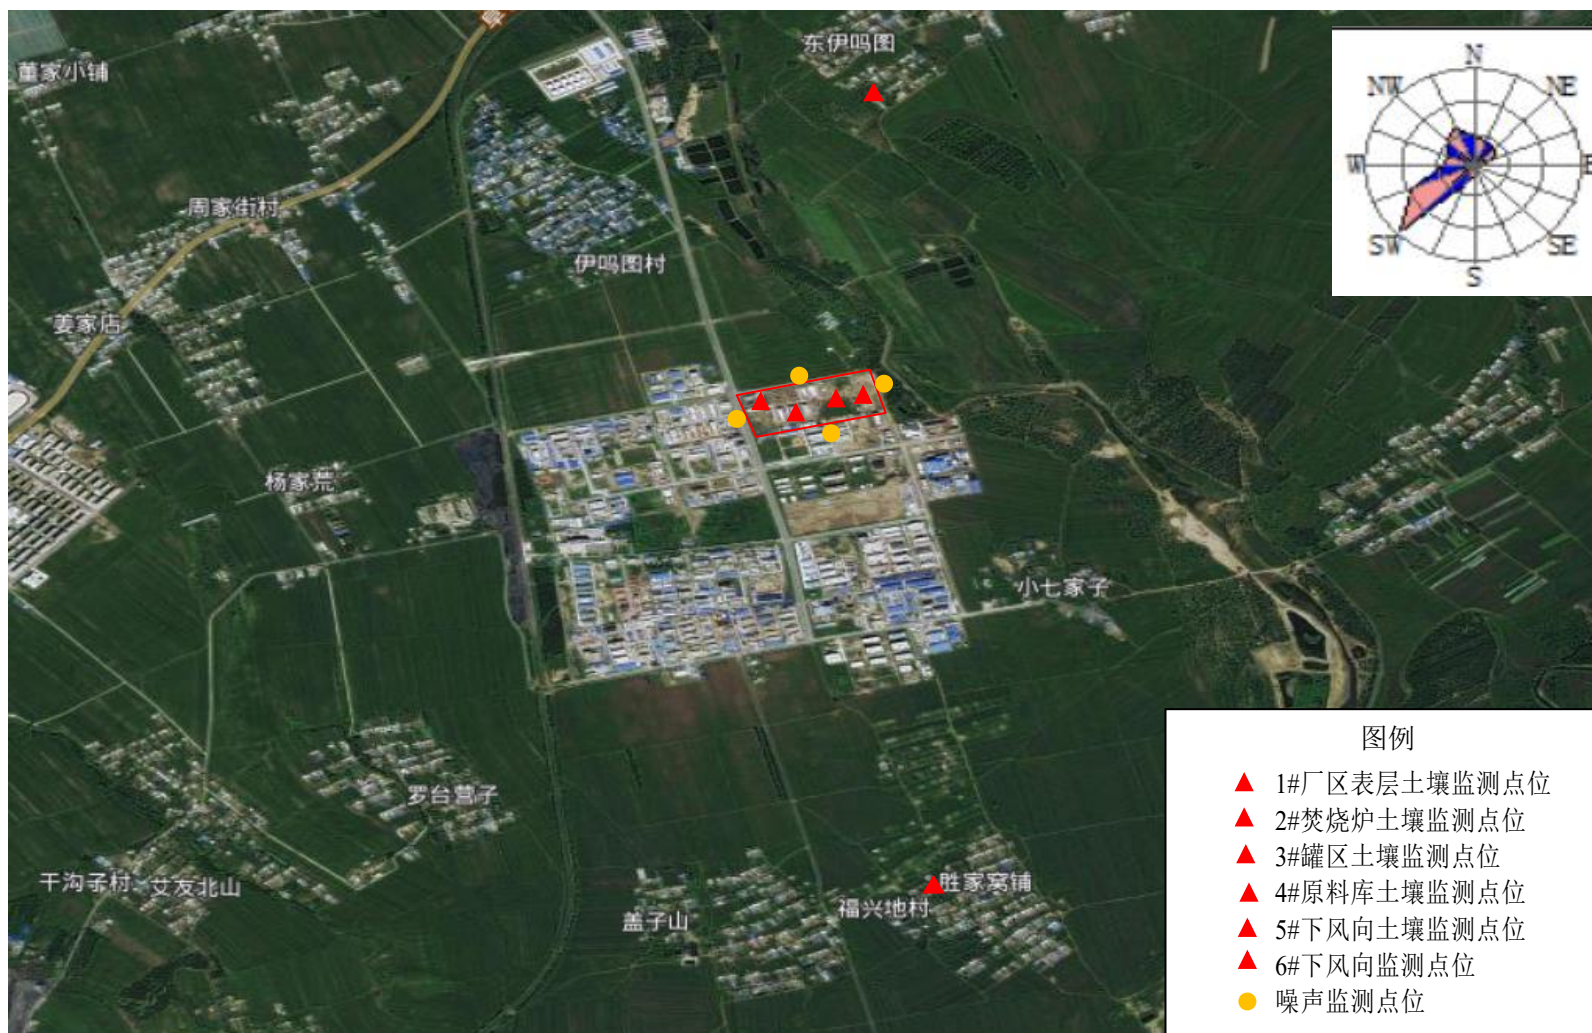 董家小铺
东伊吗图
N
NW
NE
W
E
SW
SE
S
周家街村
伊吗图村
姜家店
杨家荒
小七家子
罗台营子
干沟子村
艾友北山
盖子山
福兴地村
胜家窝铺
图例
1#厂区表层土壤监测点位
2#焚烧炉土壤监测点位
3#罐区土壤监测点位
4#原料库土壤监测点位
5#下风向土壤监测点位
6#下风向监测点位
噪声监测点位